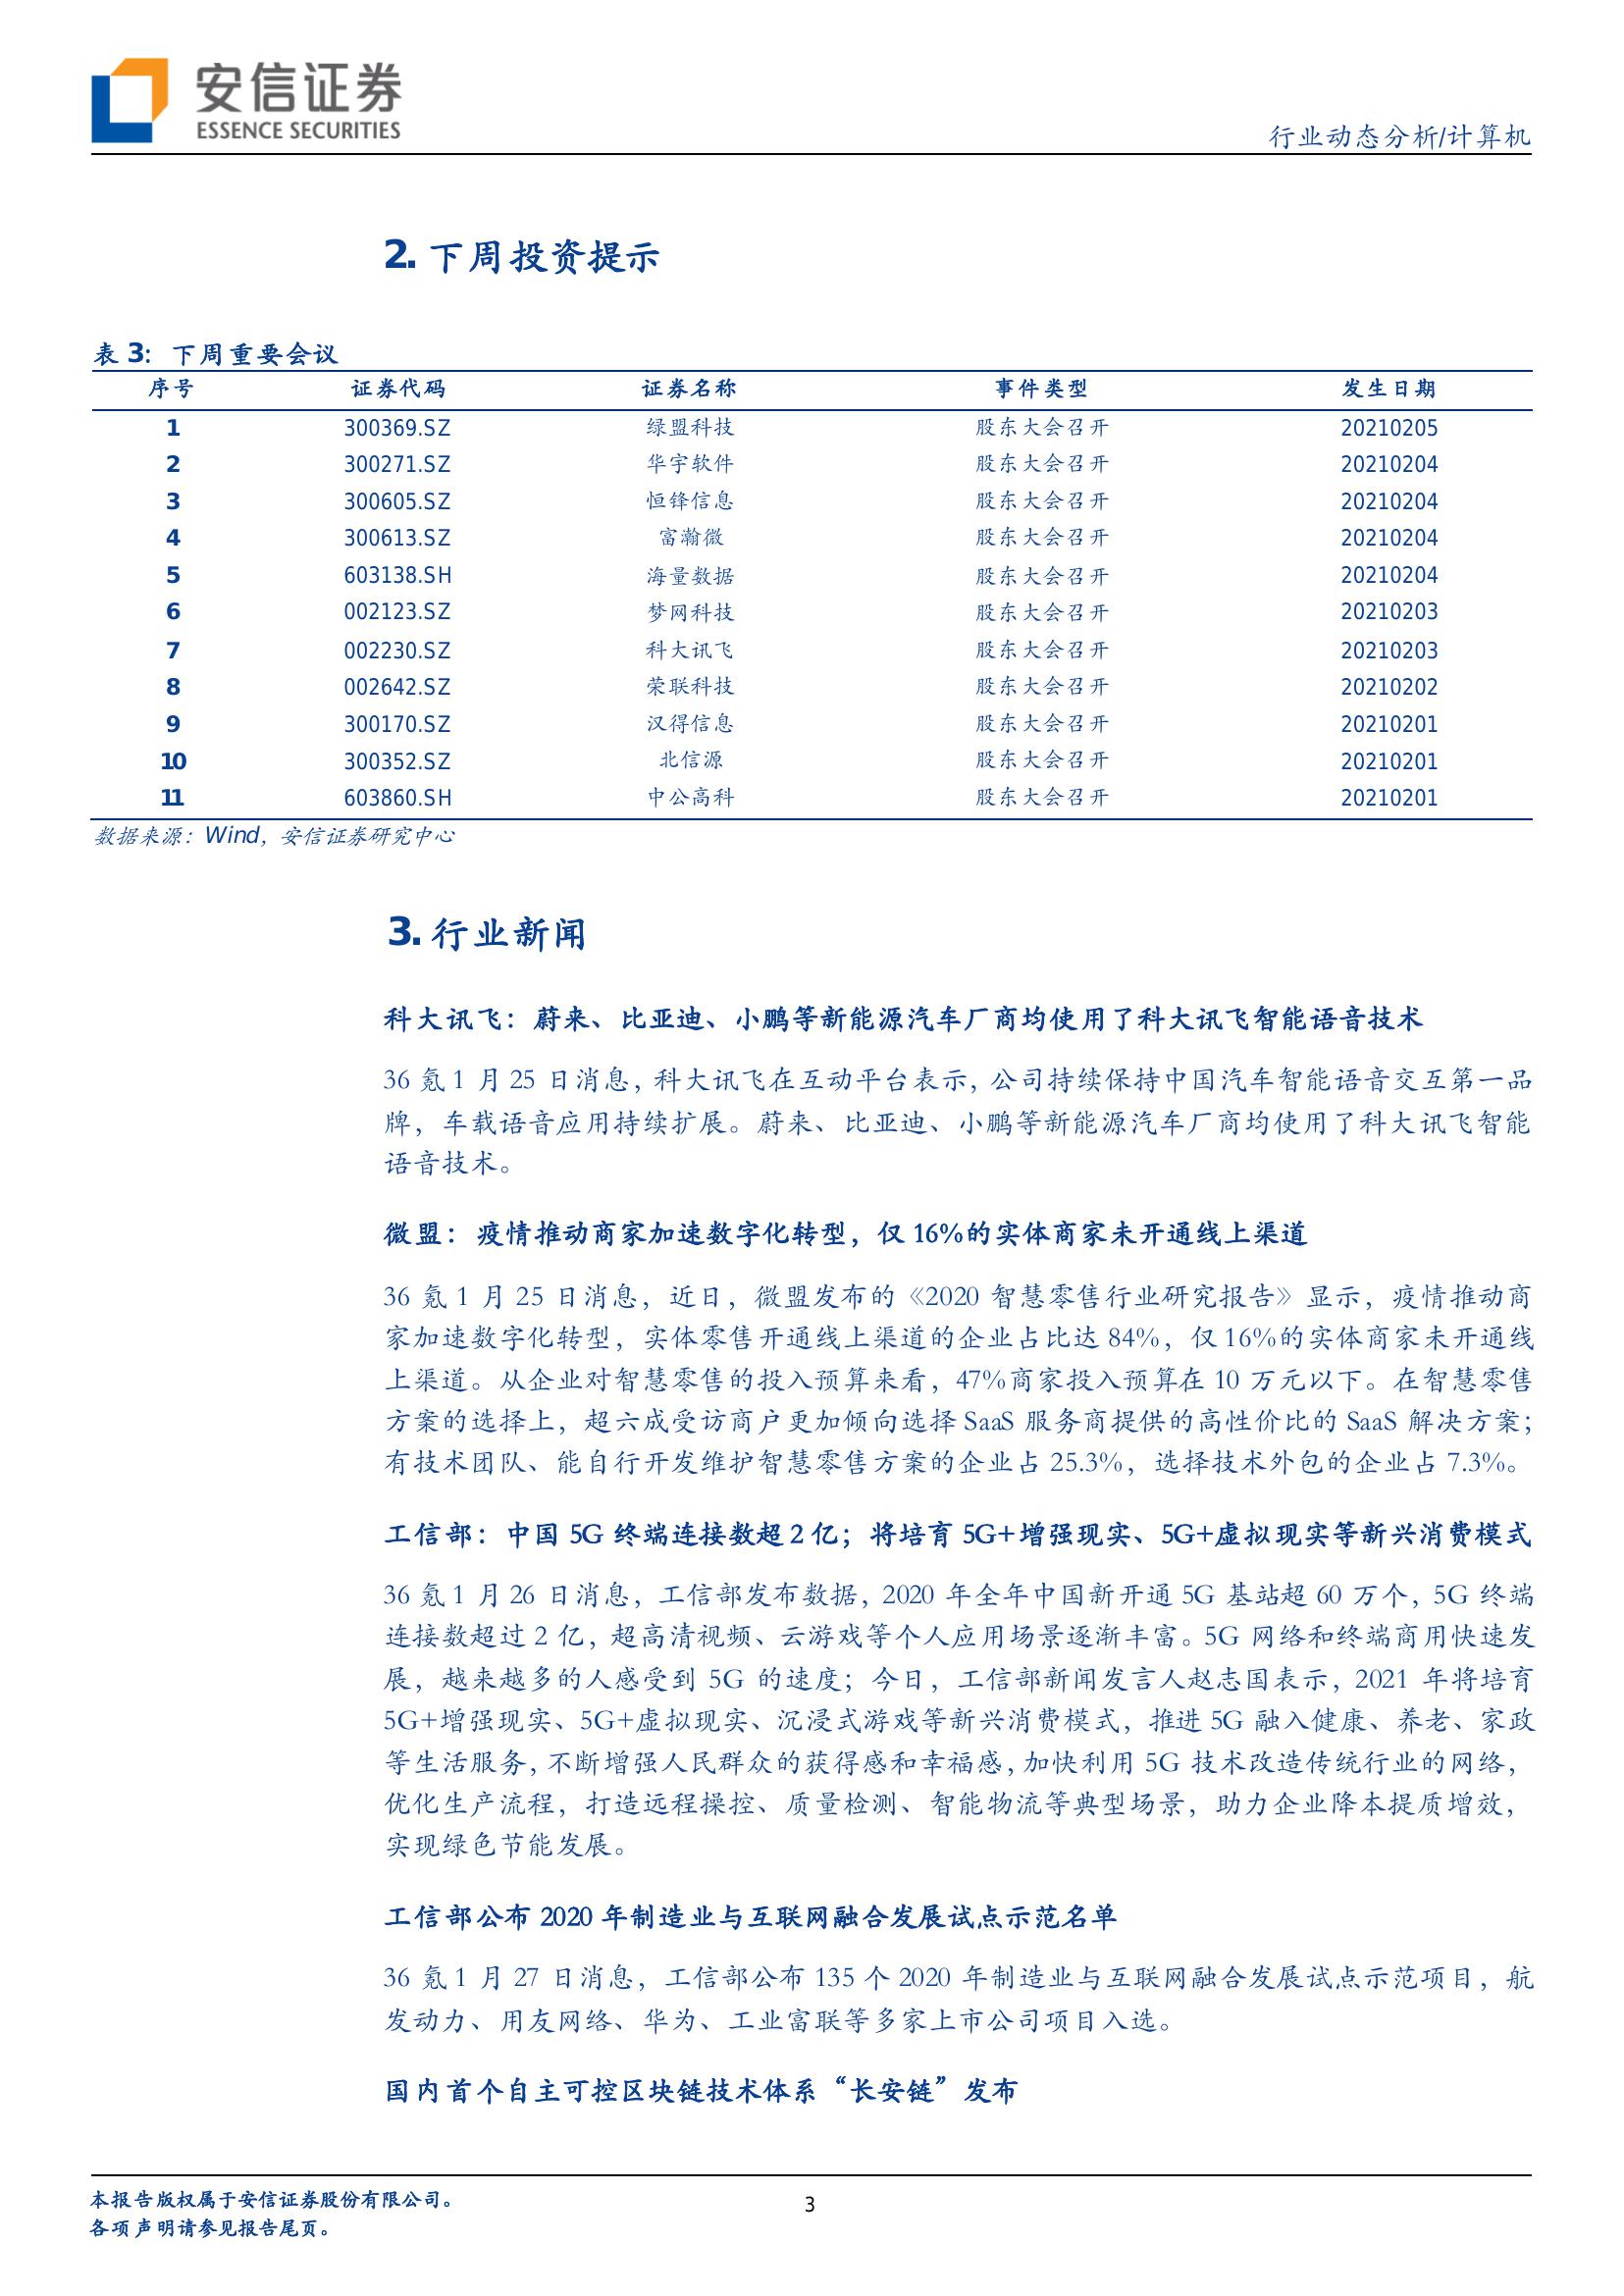 安信证券
ESSENCE SECURITIES
行业动态分析/计算机
2. 下周投资提示
表 3: 下周重要会议
序号 证券代码 证券名称 事件类型 发生日期
1 300369.SZ 绿盟科技 股东大会召开 20210205
2 300271.SZ 华宇软件 股东大会召开 20210204
3 300605.SZ 恒锋信息 股东大会召开 20210204
4 300613.SZ 富瀚微 股东大会召开 20210204
5 603138.SH 海量数据 股东大会召开 20210204
6 002123.SZ 梦网科技 股东大会召开 20210203
7 002230.SZ 科大讯飞 股东大会召开 20210203
8 002642.SZ 荣联科技 股东大会召开 20210202
9 300170.SZ 汉得信息 股东大会召开 20210201
10 300352.SZ 北信源 股东大会召开 20210201
11 603860.SH 中公高科 股东大会召开 20210201
数据来源：Wind，安信证券研究中心
3. 行业新闻
科大讯飞：蔚来、比亚迪、小鹏等新能源汽车厂商均使用了科大讯飞智能语音技术
36 氪 1 月 25 日消息，科大讯飞在互动平台表示，公司持续保持中国汽车智能语音交互第一品
牌，车载语音应用持续扩展。蔚来、比亚迪、小鹏等新能源汽车厂商均使用了科大讯飞智能
语音技术。
微盟：疫情推动商家加速数字化转型，仅 16%的实体商家未开通线上渠道
36 氪 1 月 25 日消息，近日，微盟发布的《2020 智慧零售行业研究报告》显示，疫情推动商
家加速数字化转型，实体零售开通线上渠道的企业占比达 84%，仅 16%的实体商家未开通线
上渠道。从企业对智慧零售的投入预算来看，47%商家投入预算在 10 万元以下。在智慧零售
方案的选择上，超六成受访商户更加倾向选择 SaaS 服务商提供的高性价比的 SaaS 解决方案；
有技术团队、能自行开发维护智慧零售方案的企业占 25.3%，选择技术外包的企业占 7.3%。
工信部：中国 5G 终端连接数超 2 亿；将培育 5G+增强现实、5G+虚拟现实等新兴消费模式
36 氪 1 月 26 日消息，工信部发布数据，2020 年全年中国新开通 5G 基站超 60 万个，5G 终端
连接数超过 2 亿，超高清视频、云游戏等个人应用场景逐渐丰富。5G 网络和终端商用快速发
展，越来越多的人感受到 5G 的速度；今日，工信部新闻发言人赵志国表示，2021 年将培育
5G+增强现实、5G+虚拟现实、沉浸式游戏等新兴消费模式，推进 5G 融入健康、养老、家政
等生活服务，不断增强人民群众的获得感和幸福感，加快利用 5G 技术改造传统行业的网络，
优化生产流程，打造远程操控、质量检测、智能物流等典型场景，助力企业降本提质增效，
实现绿色节能发展。
工信部公布 2020 年制造业与互联网融合发展试点示范名单
36 氪 1 月 27 日消息，工信部公布 135 个 2020 年制造业与互联网融合发展试点示范项目，航
发动力、用友网络、华为、工业富联等多家上市公司项目入选。
国内首个自主可控区块链技术体系“长安链”发布
本报告版权属于安信证券股份有限公司。
3
各项声明请参见报告尾页。